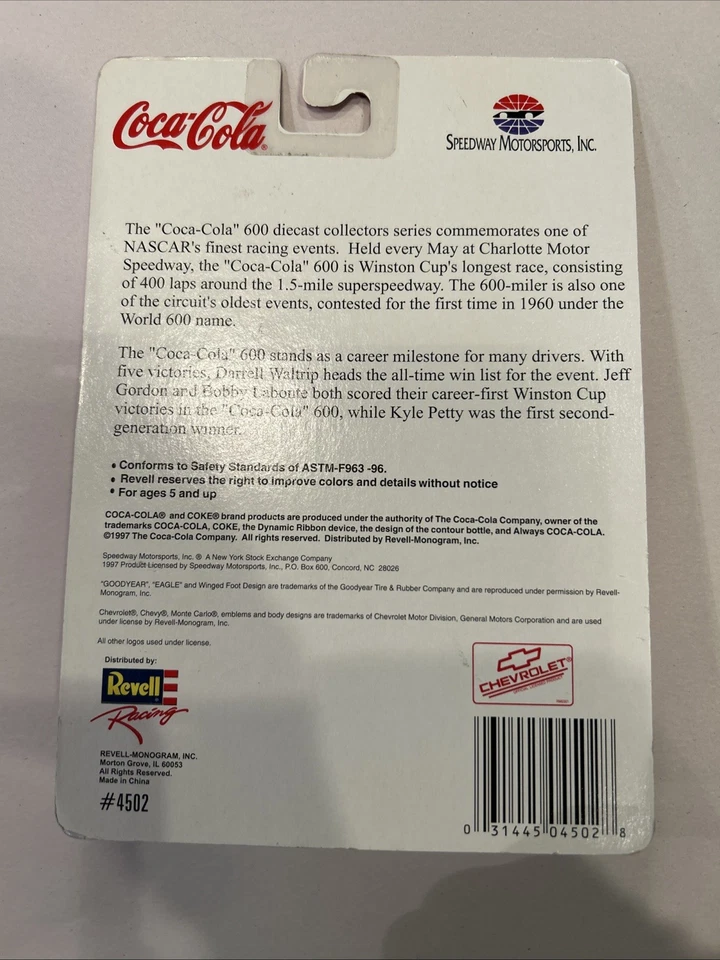 Coca-Cola®
SPEEDWAY MOTORSPORTS, INC.
The "Coca-Cola" 600 diecast collectors series commemorates one of
NASCAR's finest racing events. Held every May at Charlotte Motor
Speedway, the "Coca-Cola" 600 is Winston Cup's longest race, consisting
of 400 laps around the 1.5-mile superspeedway. The 600-miler is also one
of the circuit's oldest events, contested for the first time in 1960 under the
World 600 name.
The "Coca-Cola" 600 stands as a career milestone for many drivers. With
five victories, Darrell Waltrip heads the all-time win list for the event. Jeff
Gordon and Bobby Labonte both scored their career-first Winston Cup
victories in the "Coca-Cola" 600, while Kyle Petty was the first second-
generation winner.
• Conforms to Safety Standards of ASTM-F963 -96.
• Revell reserves the right to improve colors and details without notice
• For ages 5 and up
COCA-COLA® and COKE® brand products are produced under the authority of The Coca-Cola Company, owner of the
trademarks COCA-COLA, COKE, the Dynamic Ribbon device, the design of the contour bottle, and Always COCA-COLA.
©1997 The Coca-Cola Company. All rights reserved. Distributed by Revell-Monogram, Inc.
Speedway Motorsports, Inc. ® A New York Stock Exchange Company
1997 Product Licensed by Speedway Motorsports, Inc., P.O. Box 600, Concord, NC 28026
"GOODYEAR", "EAGLE" and Winged Foot Design are trademarks of the Goodyear Tire & Rubber Company and are reproduced under permission by Revell-
Monogram, Inc.
Chevrolet®, Chevy®, Monte Carlo®, emblems and body designs are trademarks of Chevrolet Motor Division, General Motors Corporation and are used
under license by Revell-Monogram, Inc.
All other logos used under license.
Distributed by:
Revell
Racing
CHEVROLET®
REVELL-MONOGRAM, INC.
Morton Grove, IL 60053
All Rights Reserved.
Made in China
#4502
0 31445 04502 8